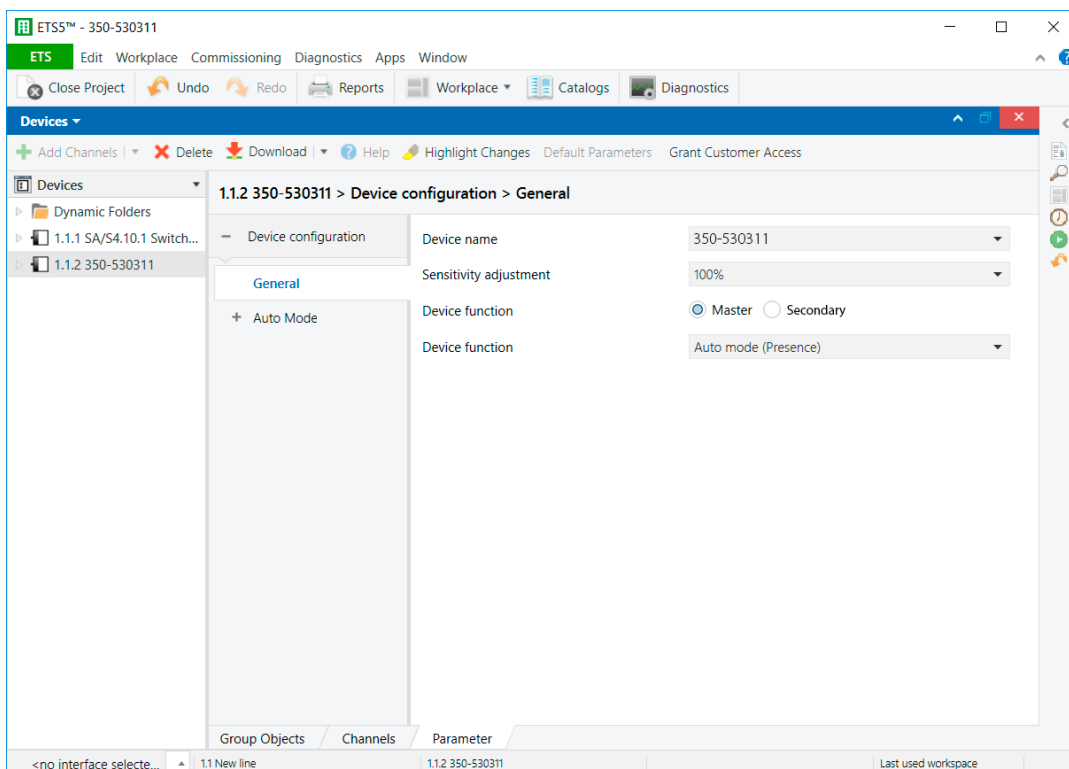 ETS5™ - 350-530311
ETS Edit Workplace Commissioning Diagnostics Apps Window
Close Project Undo Redo Reports Workplace Catalogs Diagnostics
Devices
Add Channels Delete Download Help Highlight Changes Default Parameters Grant Customer Access
Devices
Dynamic Folders
1.1.1 SA/S4.10.1 Switch...
1.1.2 350-530311
1.1.2 350-530311 > Device configuration > General
Device configuration
General
Auto Mode
Device name 350-530311
Sensitivity adjustment 100%
Device function Master Secondary
Device function Auto mode (Presence)
Group Objects Channels Parameter
<no interface selecte... 1.1 New line 1.1.2 350-530311 Last used workspace